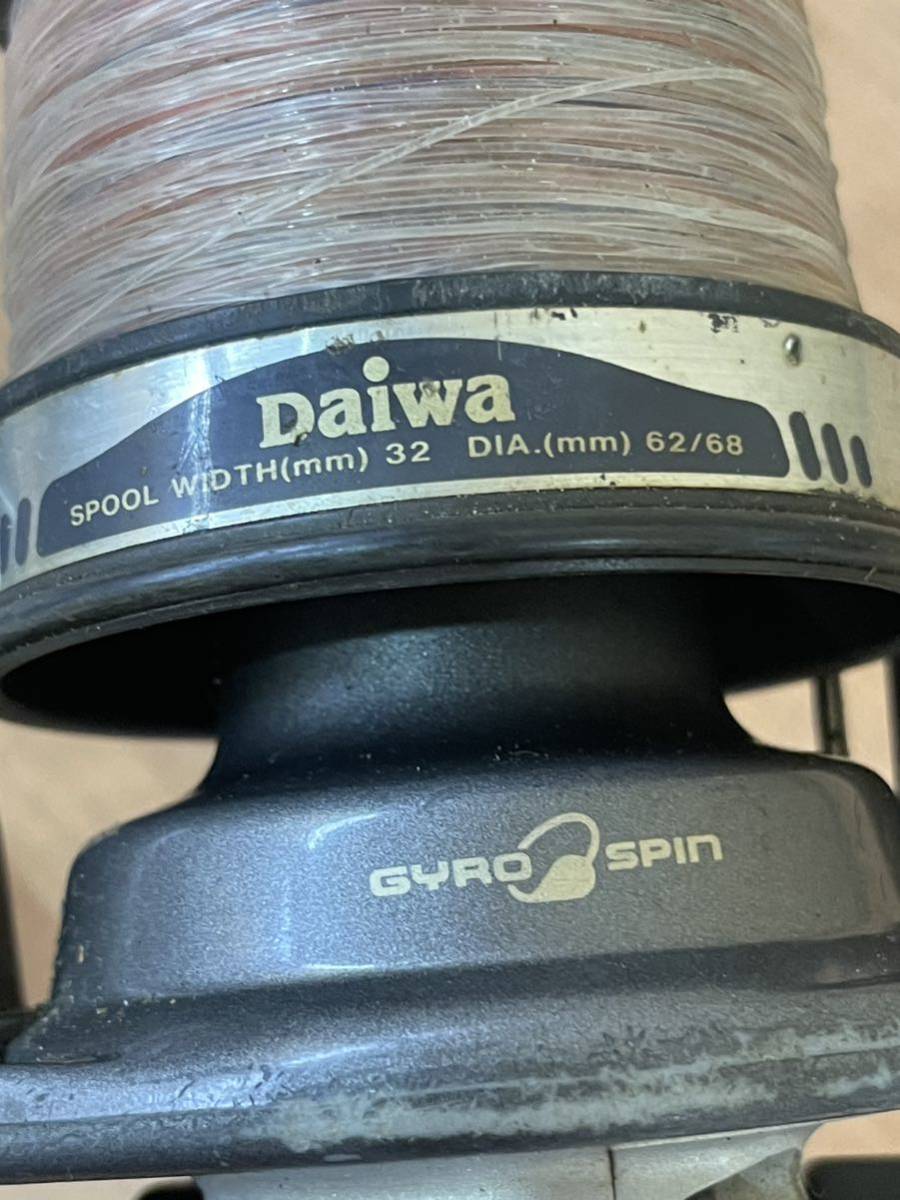 Daiwa
SPOOL WIDTH(mm) 32 DIA.(mm) 62/68
GYRO SPIN